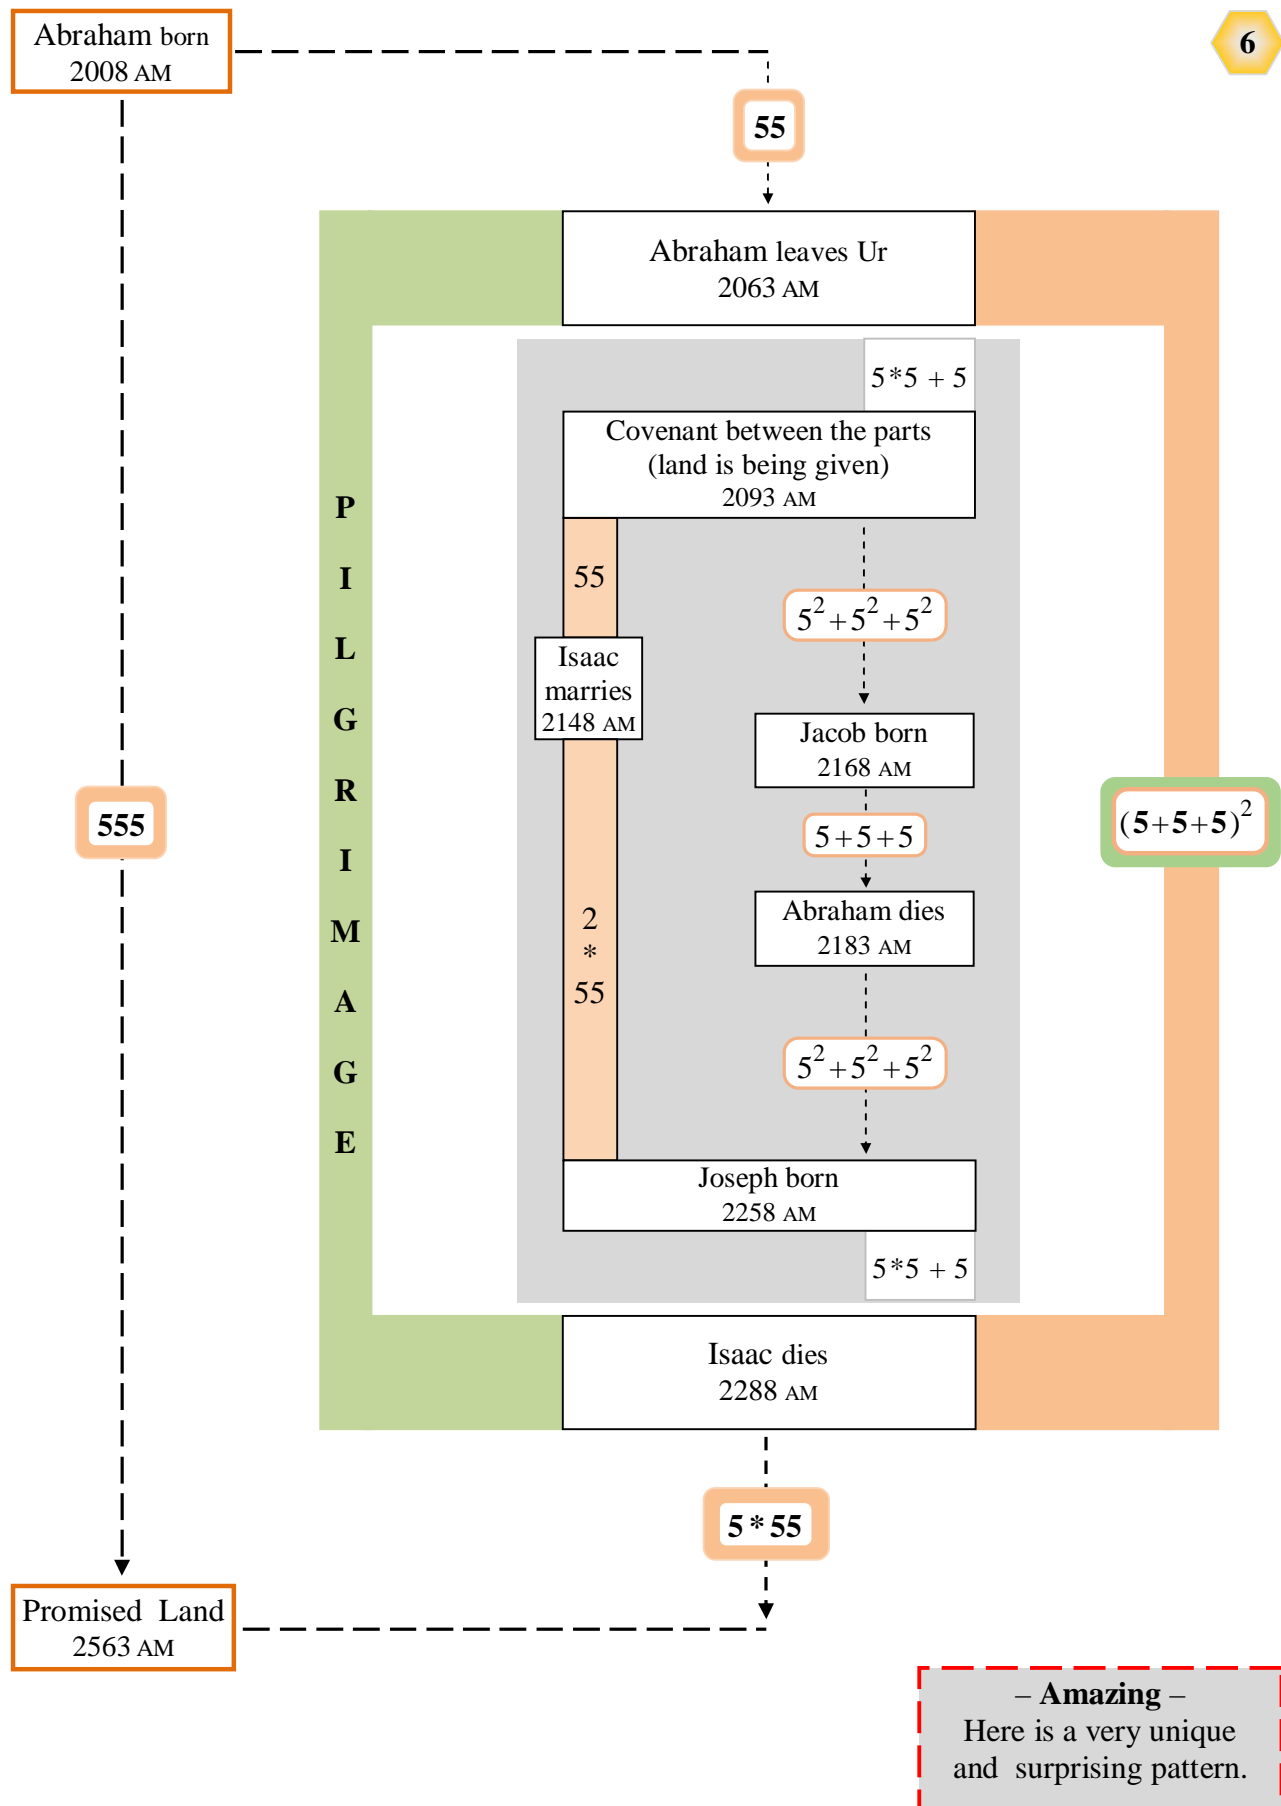 Abraham born
2008 AM
6
55
Abraham leaves Ur
2063 AM
5*5 + 5
Covenant between the parts
(land is being given)
2093 AM
P
I
L
G
R
I
M
A
G
E
55
5² + 5² + 5²
Isaac
marries
2148 AM
Jacob born
2168 AM
555
(5+5+5)²
5+5+5
2
*
55
Abraham dies
2183 AM
5² + 5² + 5²
Joseph born
2258 AM
5*5 + 5
Isaac dies
2288 AM
5 * 55
Promised Land
2563 AM
– Amazing –
Here is a very unique
and surprising pattern.